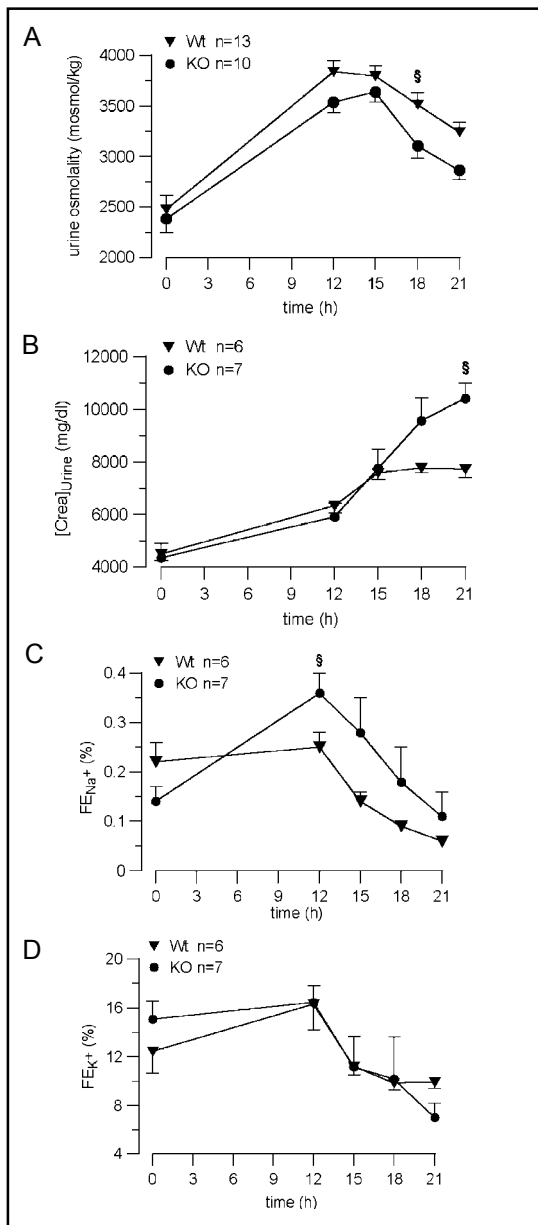 A
Wt n=13
KO n=10
§
urine osmolality (mosmol/kg)
4000
3500
3000
2500
2000
0 3 6 9 12 15 18 21
time (h)
B
Wt n=6
KO n=7
§
[Crea]Urine (mg/dl)
12000
10000
8000
6000
4000
0 3 6 9 12 15 18 21
time (h)
C
Wt n=6
KO n=7
§
FENa+ (%)
0.4
0.3
0.2
0.1
0
0 3 6 9 12 15 18 21
time (h)
D
Wt n=6
KO n=7
FEK+ (%)
20
16
12
8
4
0 3 6 9 12 15 18 21
time (h)